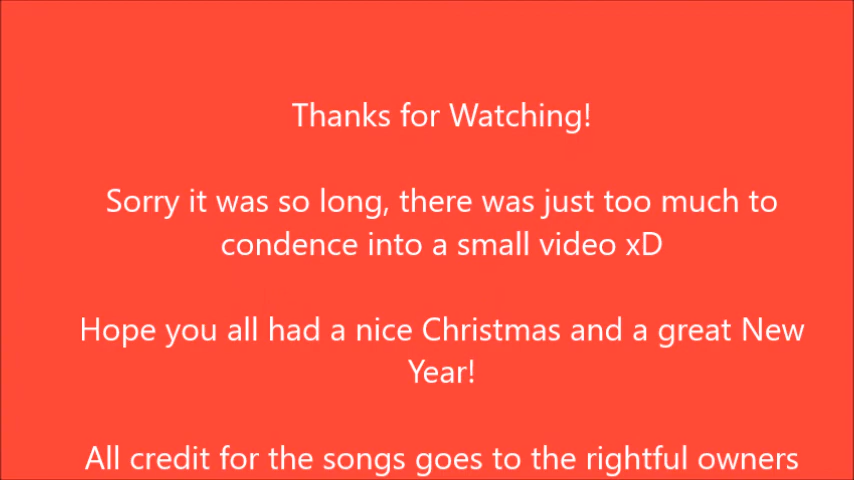 Thanks for Watching!
Sorry it was so long, there was just too much to
condence into a small video xD
Hope you all had a nice Christmas and a great New
Year!
All credit for the songs goes to the rightful owners